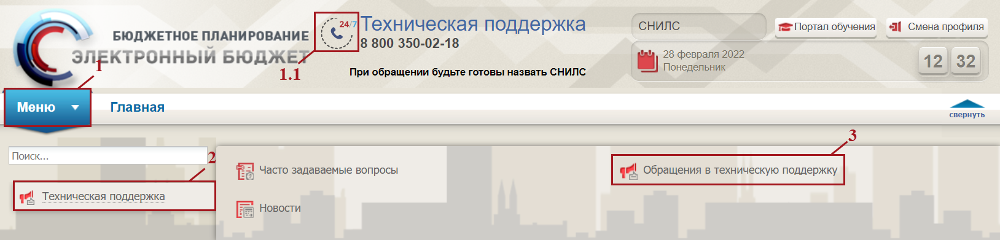 БЮДЖЕТНОЕ ПЛАНИРОВАНИЕ
ЭЛЕКТРОННЫЙ БЮДЖЕТ
24/7
Техническая поддержка
8 800 350-02-18
При обращении будьте готовы назвать СНИЛС
СНИЛС
Портал обучения
Смена профиля
28 февраля 2022
Понедельник
12 32
1
1.1
Меню
Главная
свернуть
Поиск...
2
Техническая поддержка
Часто задаваемые вопросы
Новости
3
Обращения в техническую поддержку